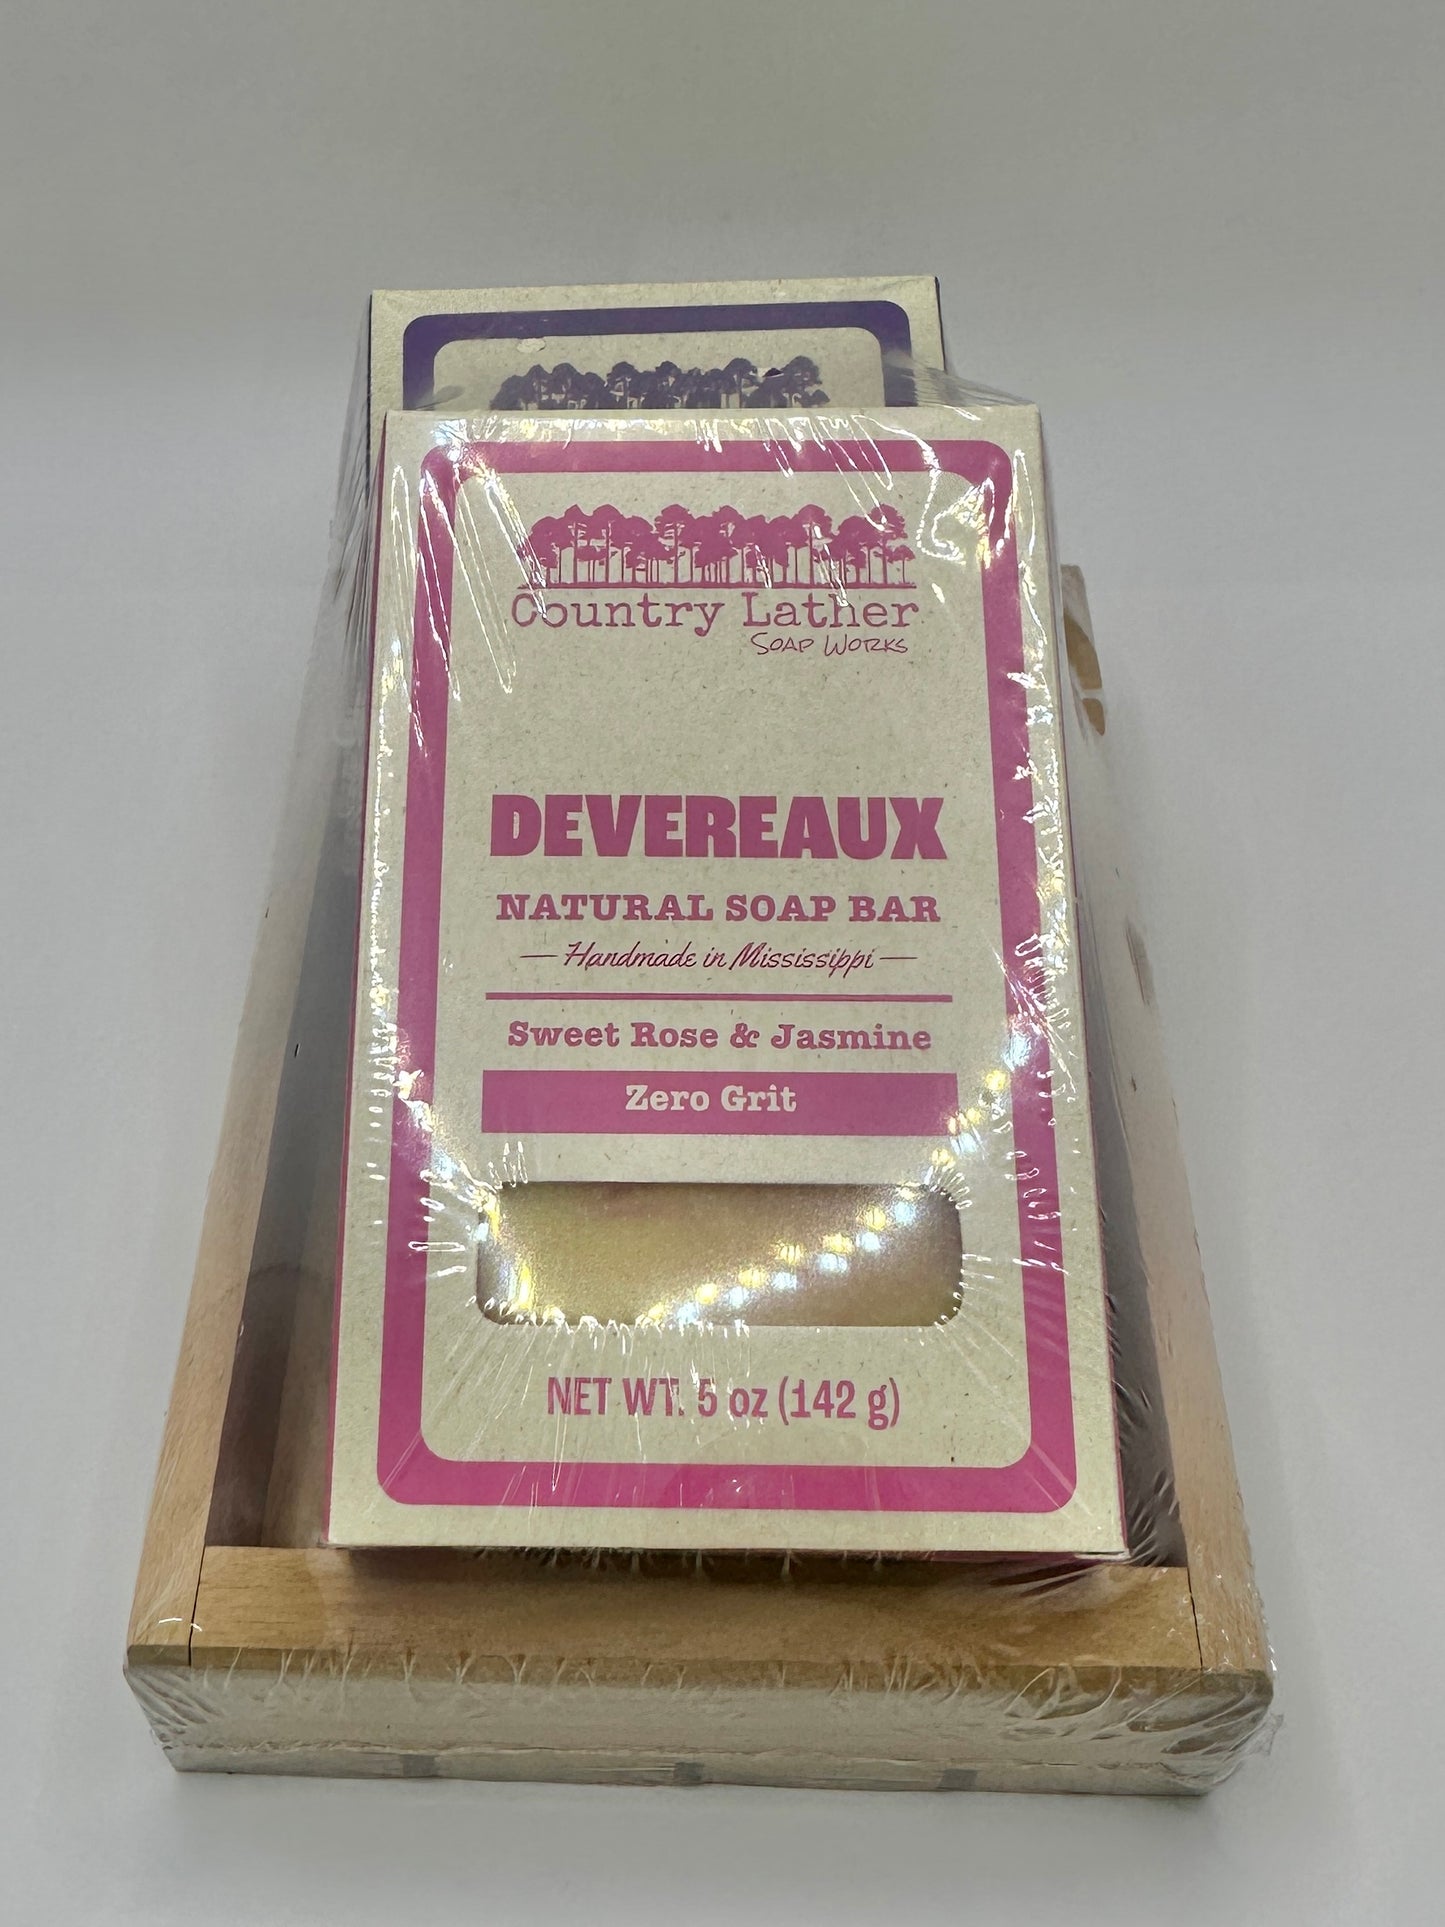 Country Lather
Soap Works
DEVEREAUX
NATURAL SOAP BAR
— Handmade in Mississippi —
Sweet Rose & Jasmine
Zero Grit
NET WT. 5 oz (142 g)